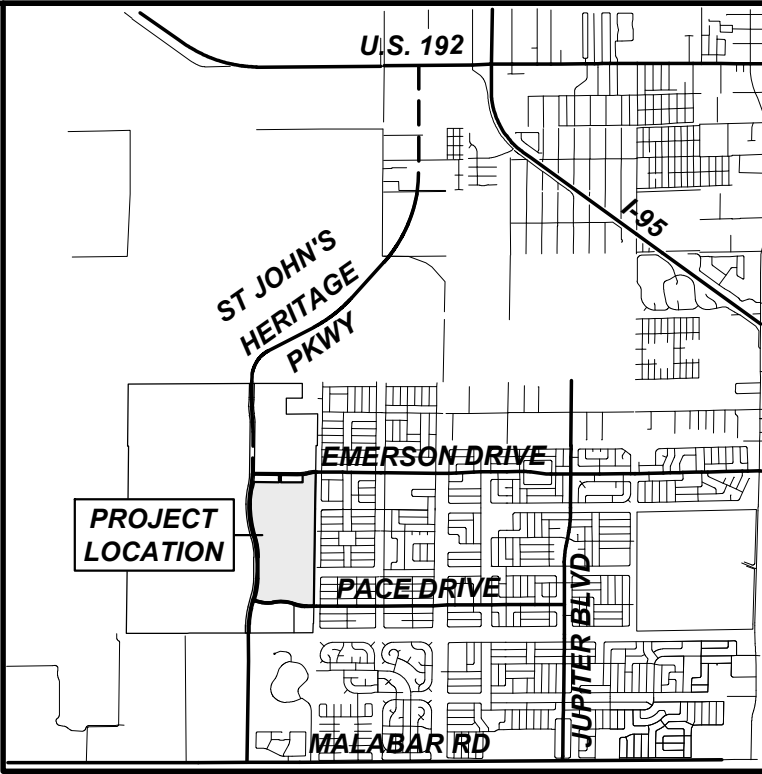 U.S. 192
I-95
ST JOHN'S
HERITAGE
PKWY
EMERSON DRIVE
PROJECT
LOCATION
PACE DRIVE
JUPITER BLVD
MALABAR RD